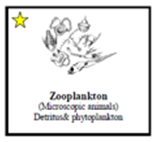 Zooplankton
(Microscopic animals)
Detritus& phytoplankton